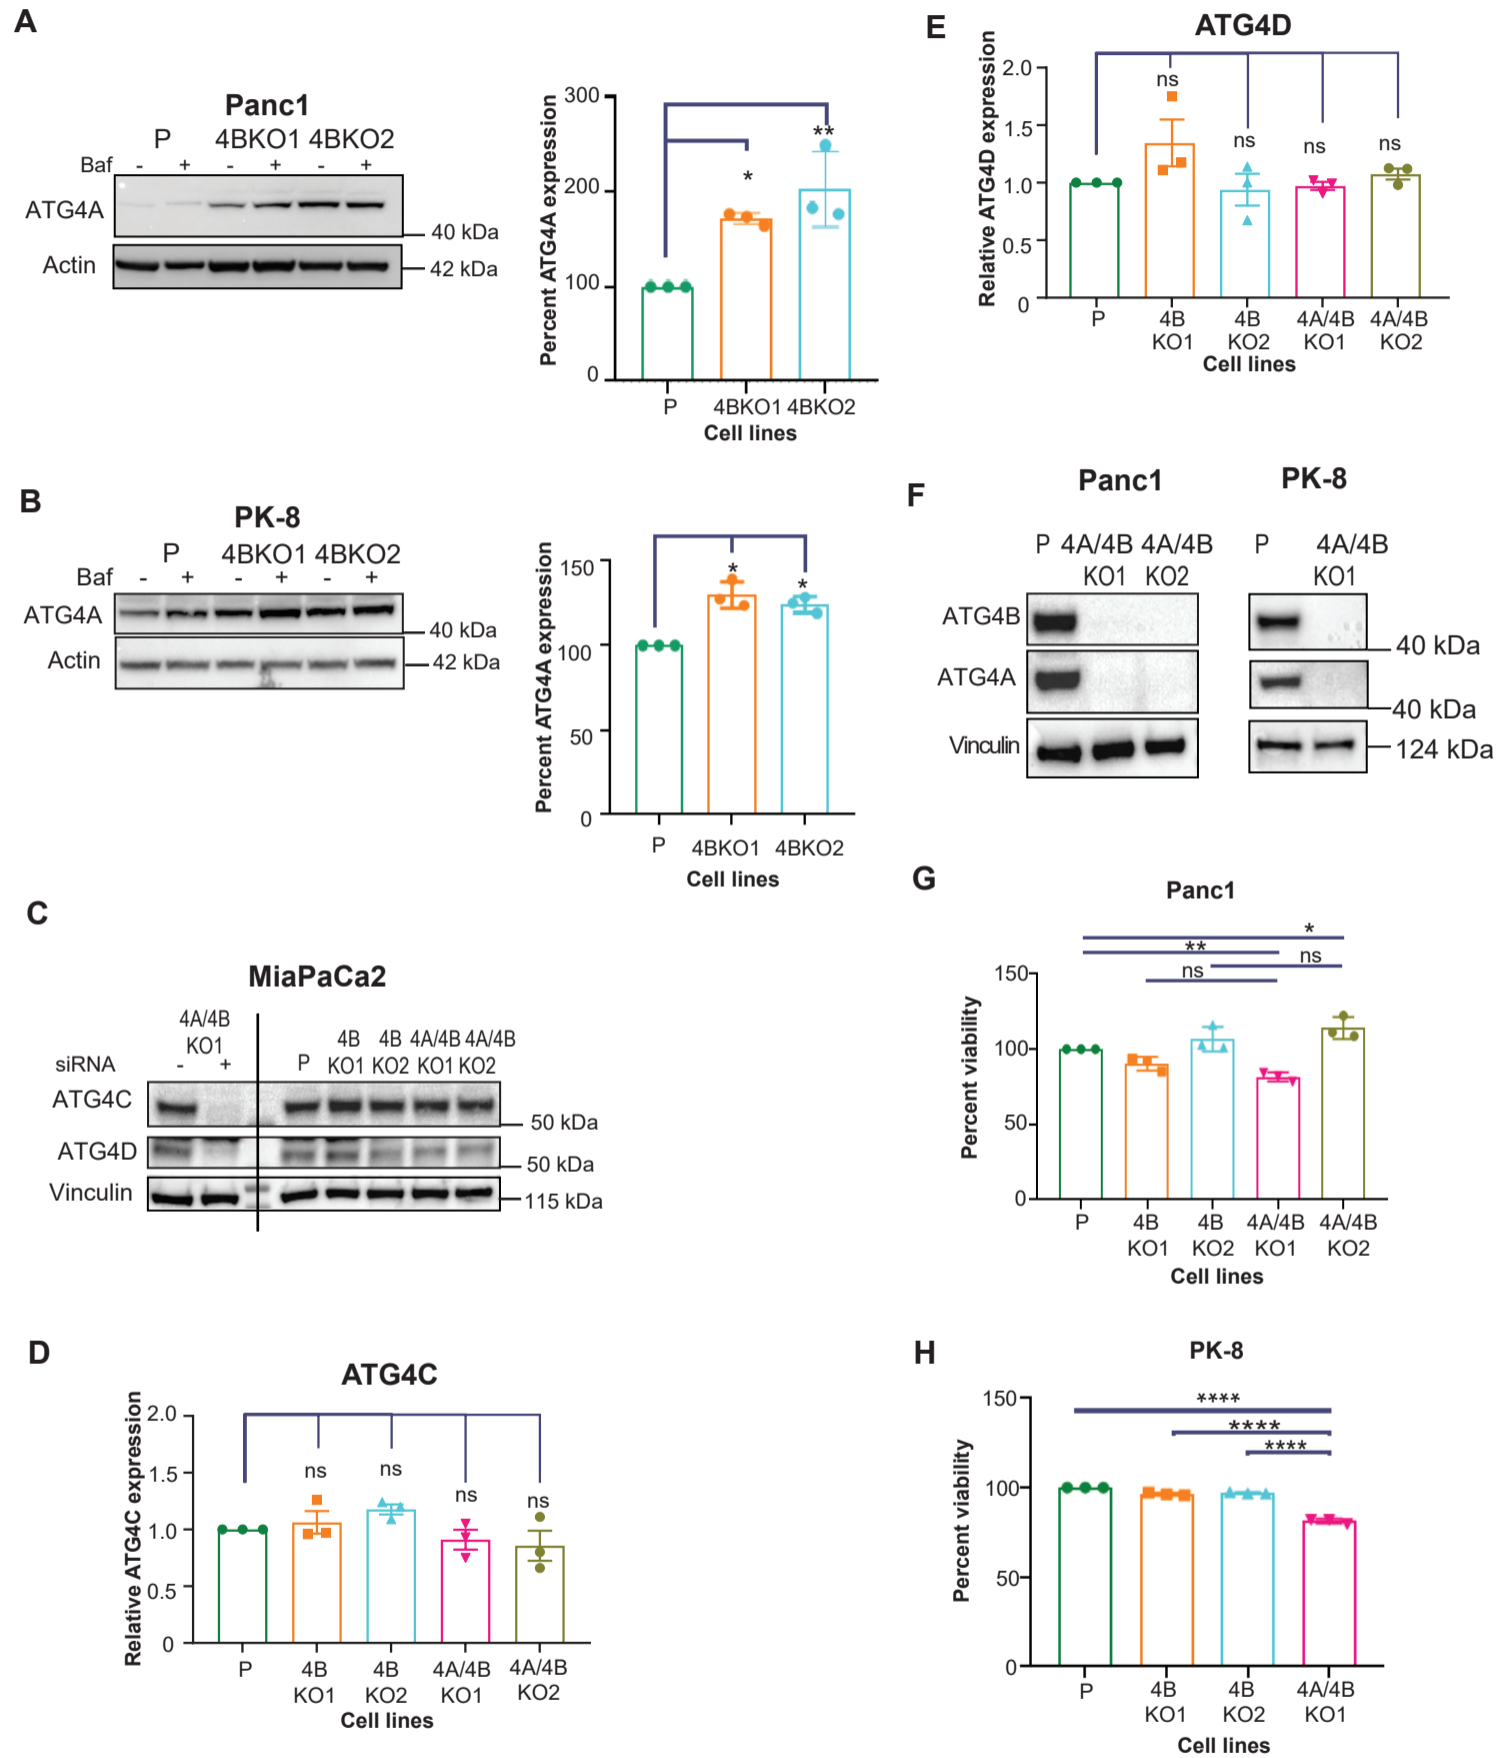 A
Panc1
P 4BKO1 4BKO2
Baf - + - + - +
ATG4A
40 kDa
Actin
42 kDa
Percent ATG4A expression
300
200
100
0
*
**
P 4BKO1 4BKO2
Cell lines
B
PK-8
P 4BKO1 4BKO2
Baf - + - + - +
ATG4A
40 kDa
Actin
42 kDa
Percent ATG4A expression
150
100
50
0
* *
P 4BKO1 4BKO2
Cell lines
C
MiaPaCa2
4A/4B
KO1
siRNA - +
P
4B 4B 4A/4B 4A/4B
KO1 KO2 KO1 KO2
ATG4C
50 kDa
ATG4D
50 kDa
Vinculin
115 kDa
D
ATG4C
Relative ATG4C expression
2.0
1.5
1.0
0.5
0
ns ns ns ns
P 4B 4B 4A/4B 4A/4B
KO1 KO2 KO1 KO2
Cell lines
E
ATG4D
Relative ATG4D expression
2.0
1.5
1.0
0.5
0
ns ns ns ns
P 4B 4B 4A/4B 4A/4B
KO1 KO2 KO1 KO2
Cell lines
F
Panc1 PK-8
P 4A/4B 4A/4B P 4A/4B
KO1 KO2 KO1
ATG4B
40 kDa
ATG4A
40 kDa
Vinculin
124 kDa
G
Panc1
Percent viability
150
100
50
0
*
**
ns
ns
P 4B 4B 4A/4B 4A/4B
KO1 KO2 KO1 KO2
Cell lines
H
PK-8
Percent viability
150
100
50
0
****
****
****
P 4B 4B 4A/4B
KO1 KO2 KO1
Cell lines